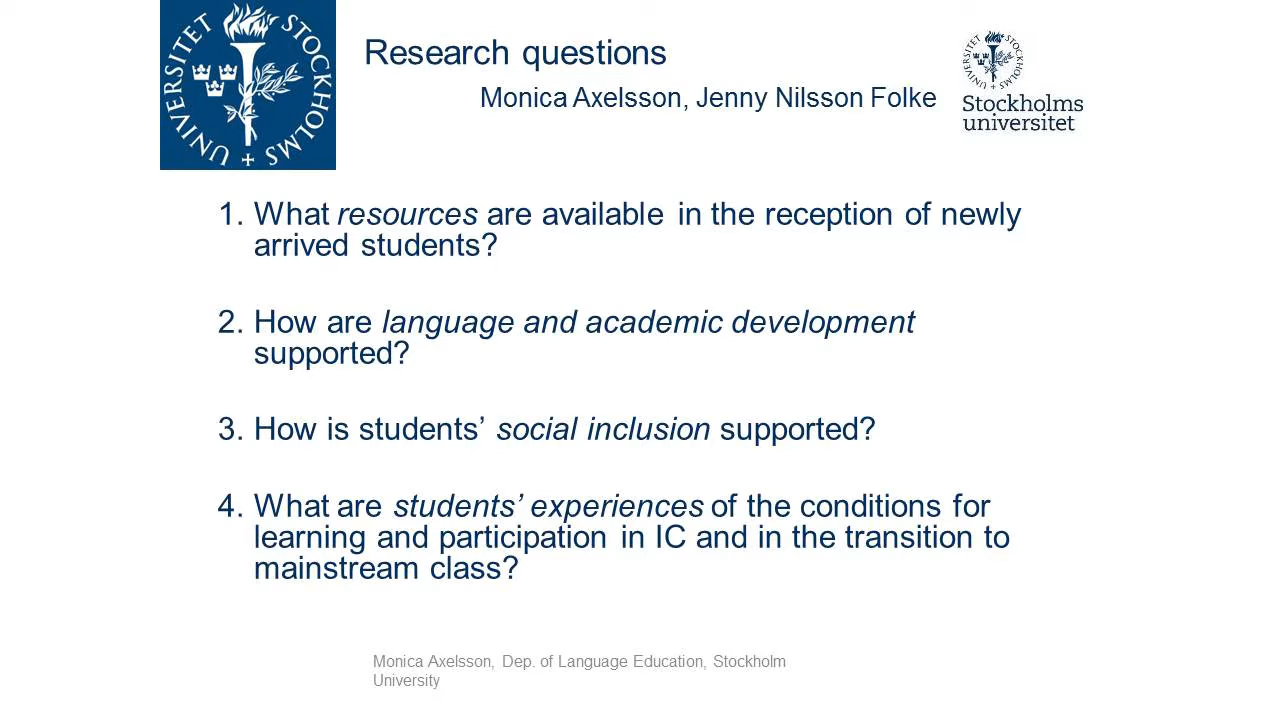 STOCKHOLMS UNIVERSITET
Research questions
Monica Axelsson, Jenny Nilsson Folke
STOCKHOLMS UNIVERSITET
Stockholms
universitet
1. What resources are available in the reception of newly
arrived students?
2. How are language and academic development
supported?
3. How is students’ social inclusion supported?
4. What are students’ experiences of the conditions for
learning and participation in IC and in the transition to
mainstream class?
Monica Axelsson, Dep. of Language Education, Stockholm
University